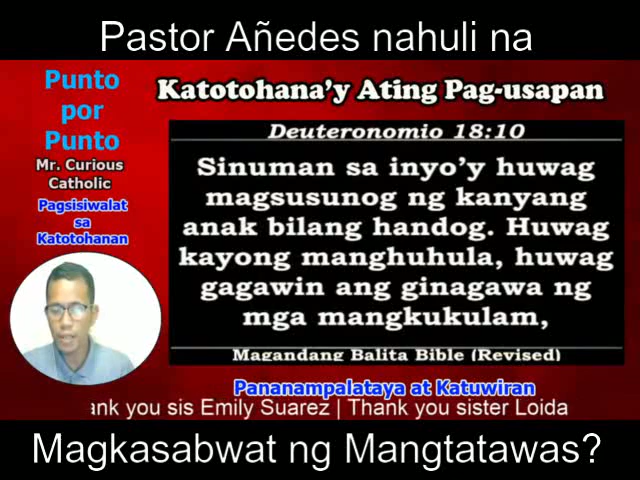 Pastor Añedes nahuli na
Punto
por
Punto
Mr. Curious
Catholic
Pagsisiwalat
sa
Katotohanan
Katotohana'y Ating Pag-usapan
Deuteronomio 18:10
Sinuman sa inyo'y huwag
magsusunog ng kanyang
anak bilang handog. Huwag
kayong manghuhula, huwag
gagawin ang ginagawa ng
mga mangkukulam,
Magandang Balita Bible (Revised)
Pananampalataya at Katuwiran
ank you sis Emily Suarez | Thank you sister Loida
Magkasabwat ng Mangtatawas?